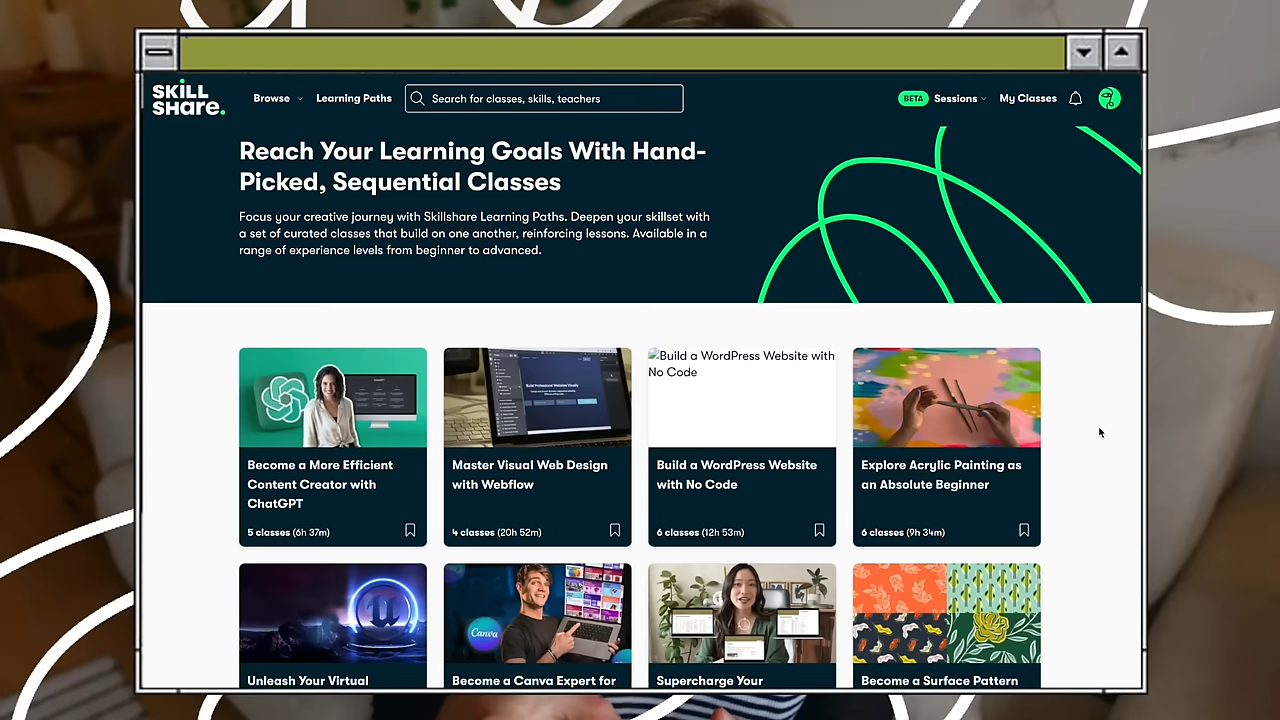 SKILL
SHare.
Browse
Learning Paths
Search for classes, skills, teachers
BETA
Sessions
My Classes
Reach Your Learning Goals With Hand-
Picked, Sequential Classes
Focus your creative journey with Skillshare Learning Paths. Deepen your skillset with
a set of curated classes that build on one another, reinforcing lessons. Available in a
range of experience levels from beginner to advanced.
Build Professional Websites Visually
Build a WordPress Website with
No Code
Become a More Efficient
Content Creator with
ChatGPT
5 classes (6h 37m)
Master Visual Web Design
with Webflow
4 classes (20h 52m)
Build a WordPress Website
with No Code
6 classes (12h 53m)
Explore Acrylic Painting as
an Absolute Beginner
6 classes (9h 34m)
Canva
Unleash Your Virtual
Become a Canva Expert for
Supercharge Your
Become a Surface Pattern